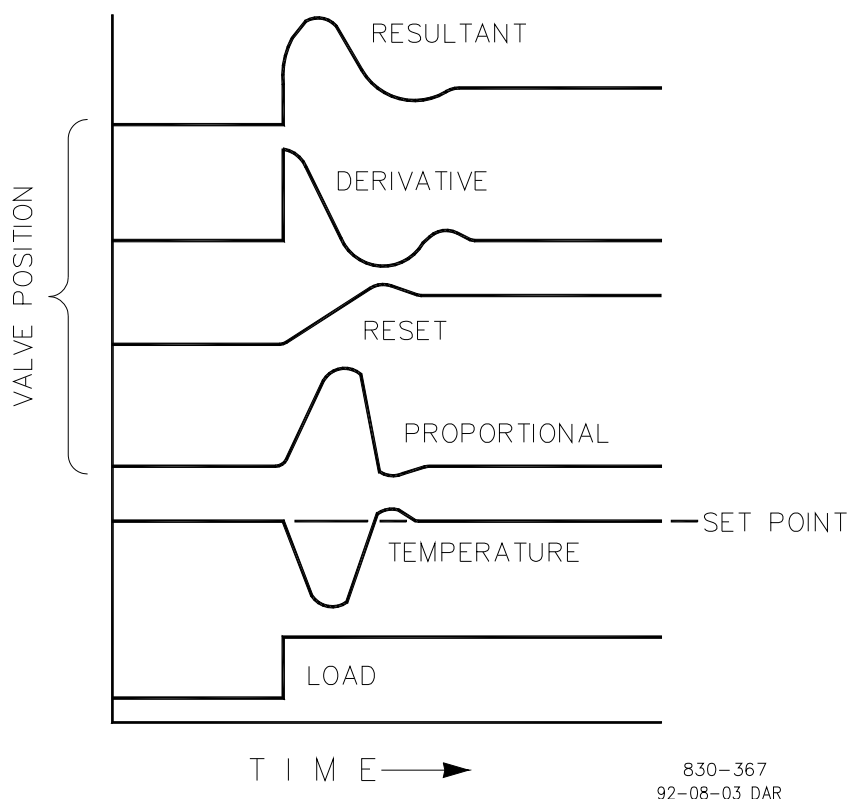 RESULTANT
DERIVATIVE
VALVE POSITION
RESET
PROPORTIONAL
SET POINT
TEMPERATURE
LOAD
TIME
830-367
92-08-03 DAR